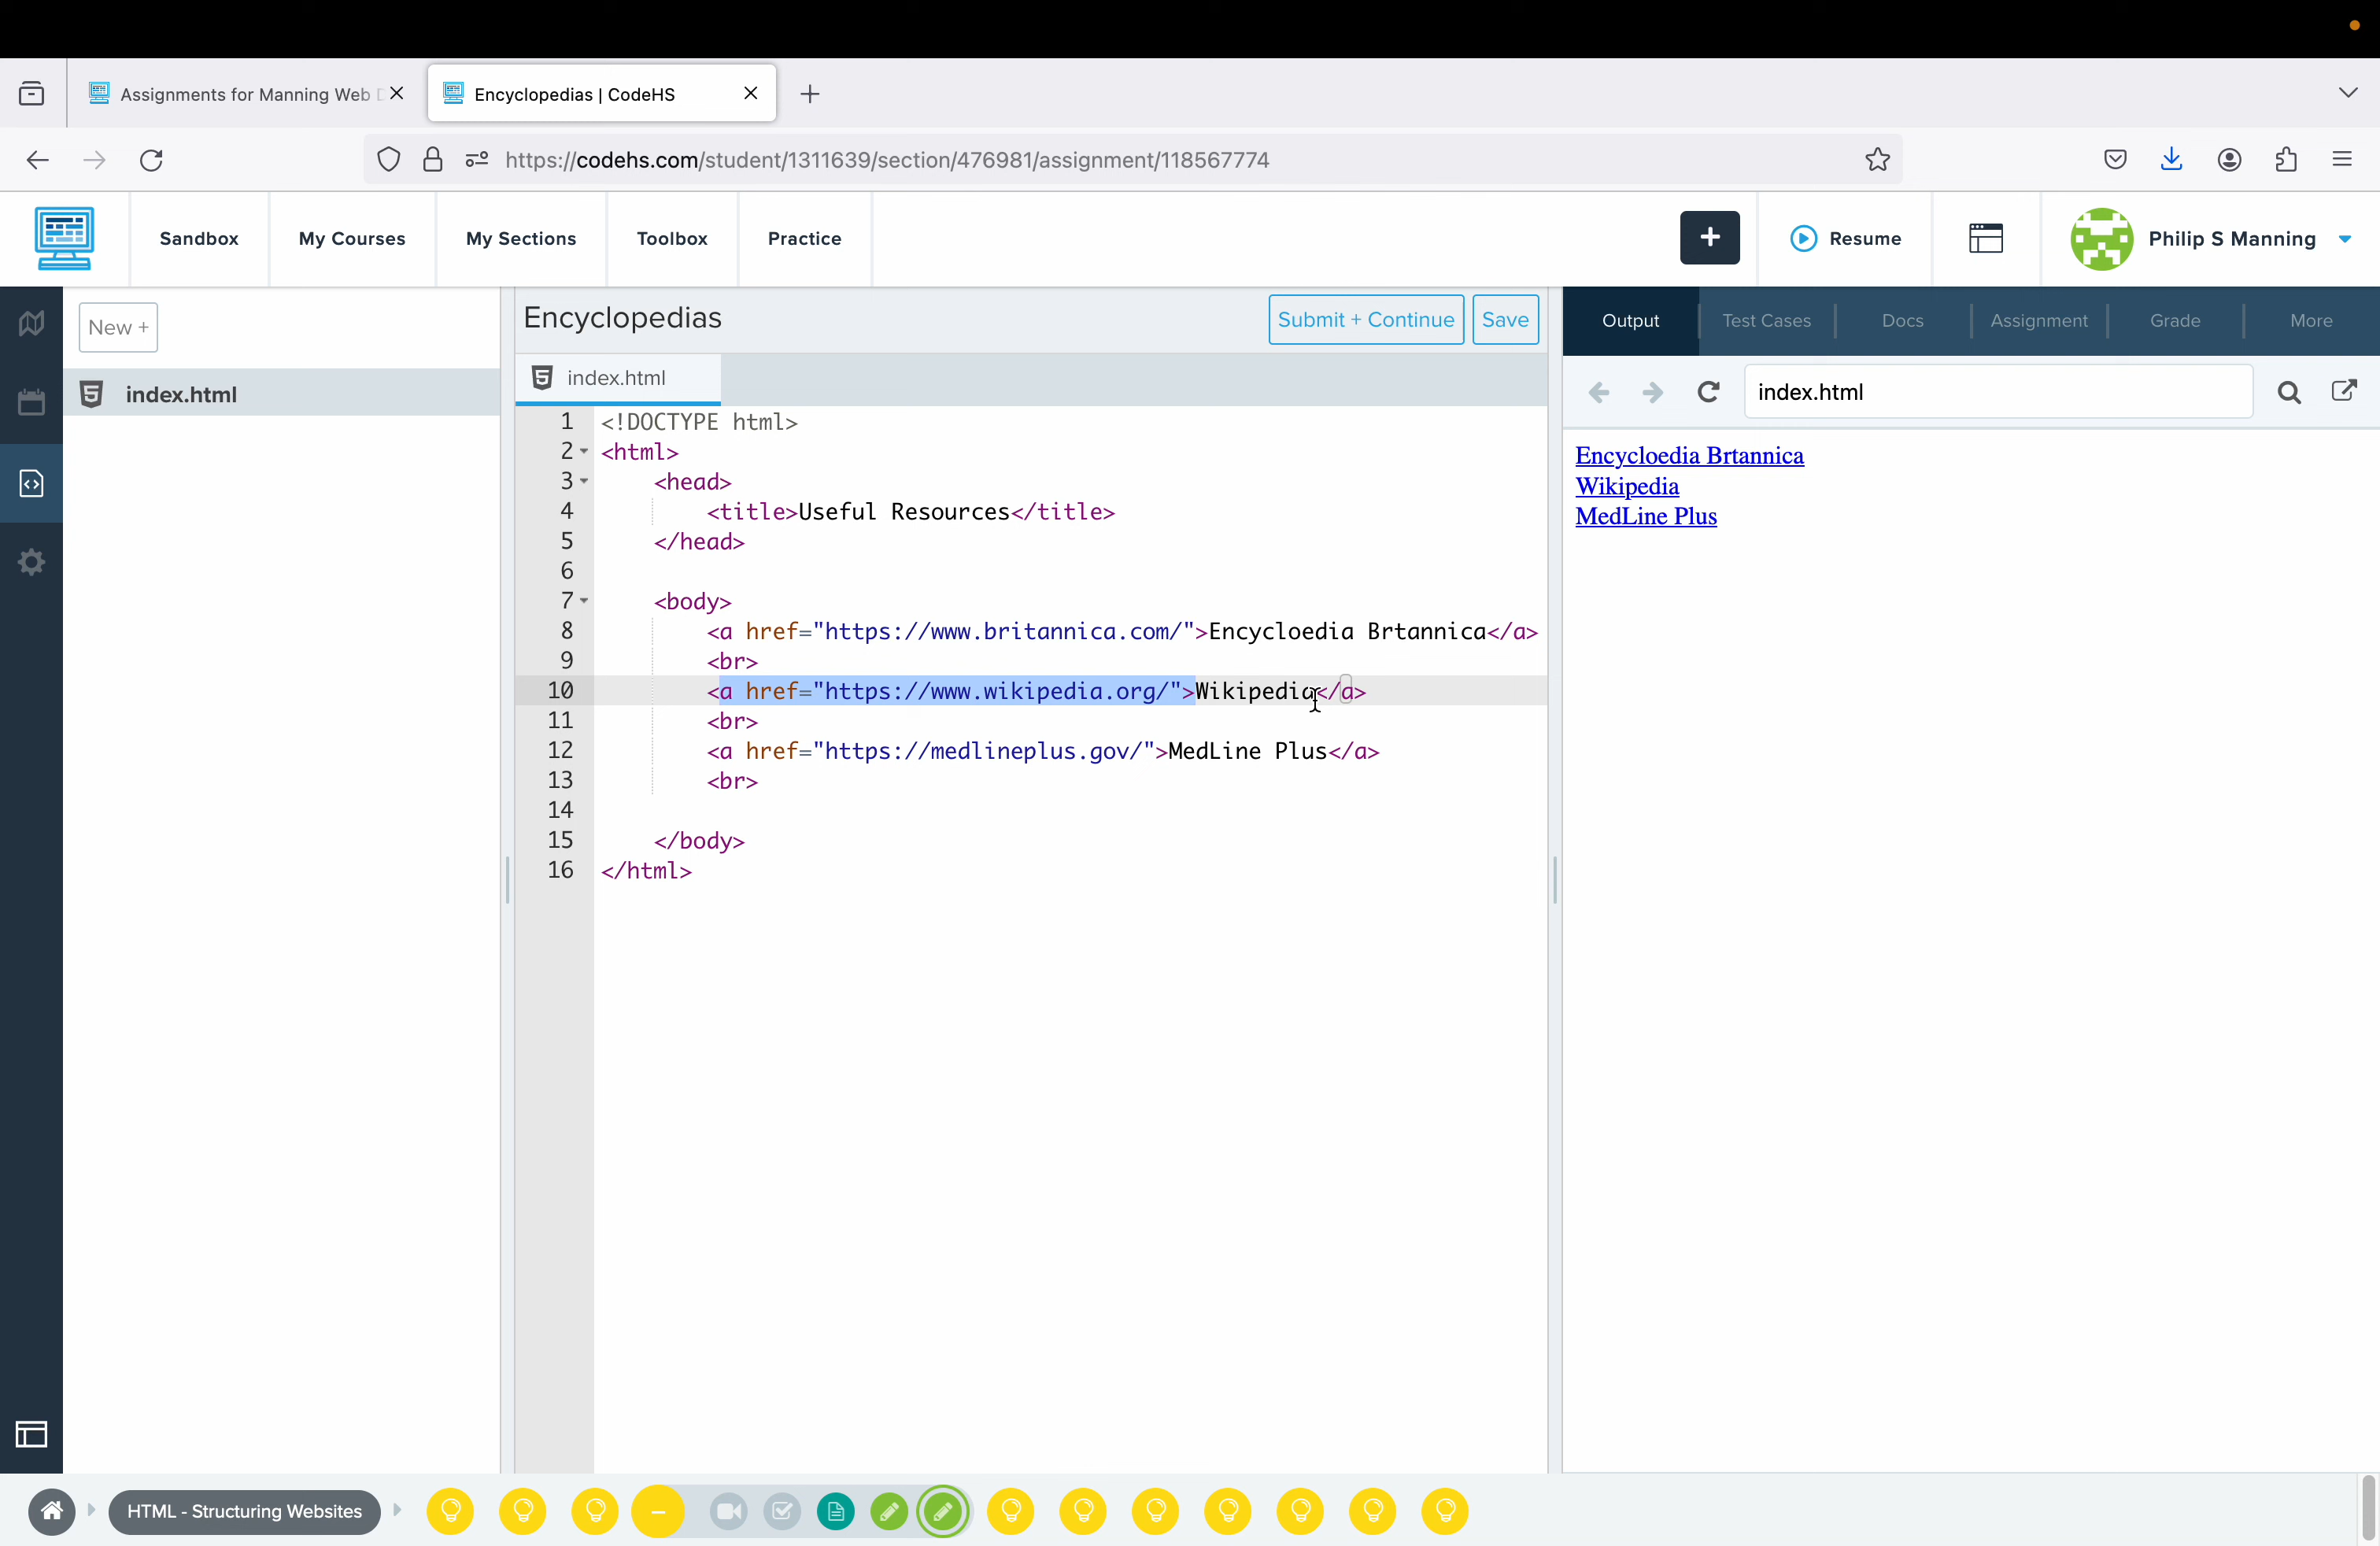 Assignments for Manning Web D
Encyclopedias | CodeHS
https://codehs.com/student/1311639/section/476981/assignment/118567774
Sandbox
My Courses
My Sections
Toolbox
Practice
+
Resume
Philip S Manning
New +
index.html
Encyclopedias
Submit + Continue
Save
index.html
1 <!DOCTYPE html>
2 <html>
3 <head>
4 <title>Useful Resources</title>
5 </head>
6
7 <body>
8 <a href="https://www.britannica.com/">Encycloedia Brtannica</a>
9 <br>
10 <a href="https://www.wikipedia.org/">Wikipedia</a>
11 <br>
12 <a href="https://medlineplus.gov/">MedLine Plus</a>
13 <br>
14
15 </body>
16 </html>
Output
Test Cases
Docs
Assignment
Grade
More
index.html
Encycloedia Brtannica
Wikipedia
MedLine Plus
HTML - Structuring Websites